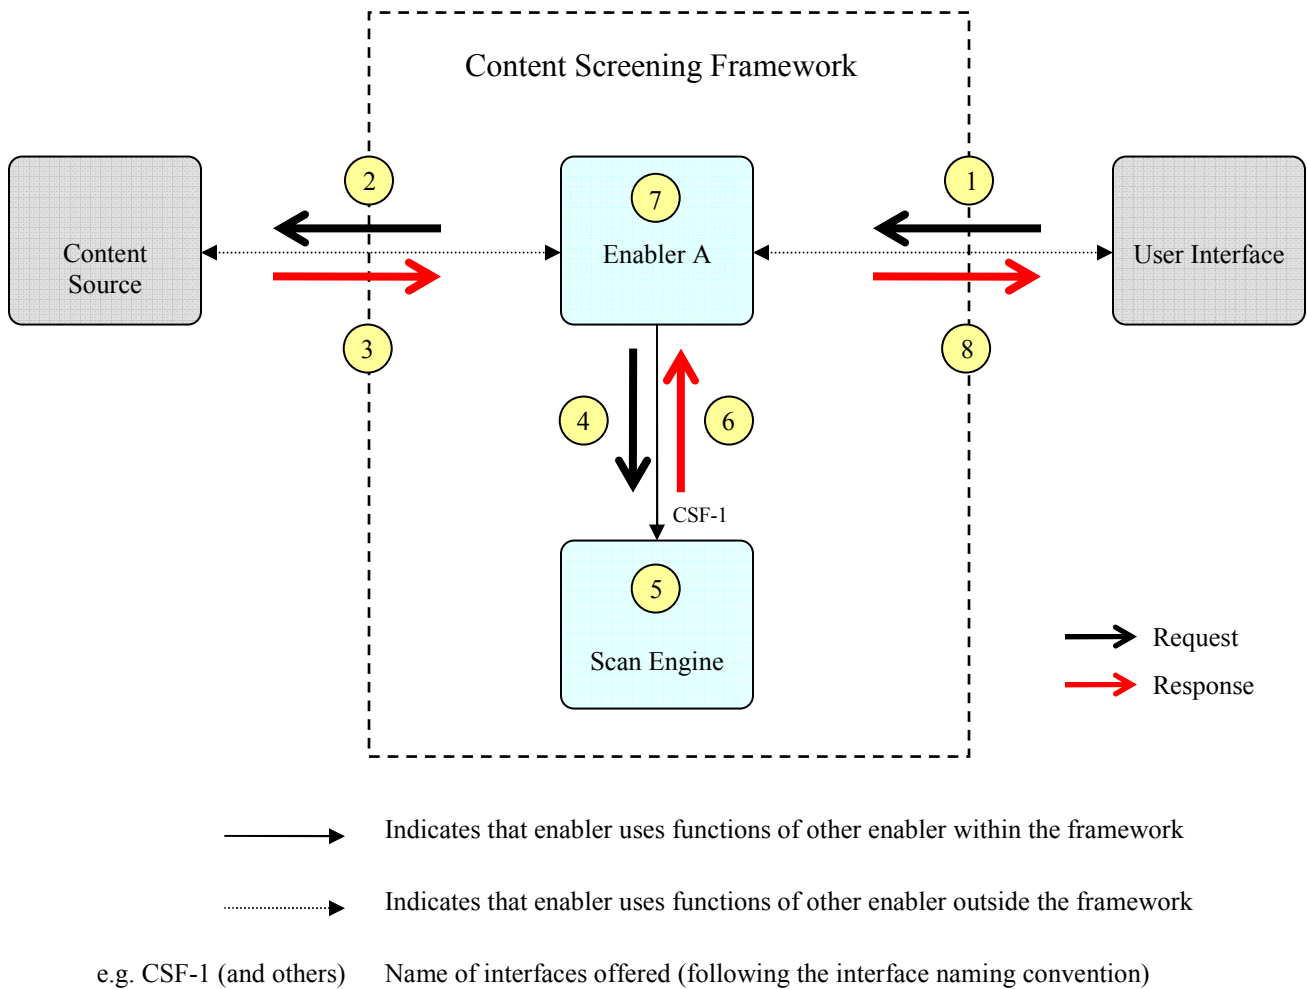 Content Screening Framework
2
7
1
Content
Source
Enabler A
User Interface
3
8
4
6
CSF-1
5
Scan Engine
Request
Response
Indicates that enabler uses functions of other enabler within the framework
Indicates that enabler uses functions of other enabler outside the framework
e.g. CSF-1 (and others) Name of interfaces offered (following the interface naming convention)